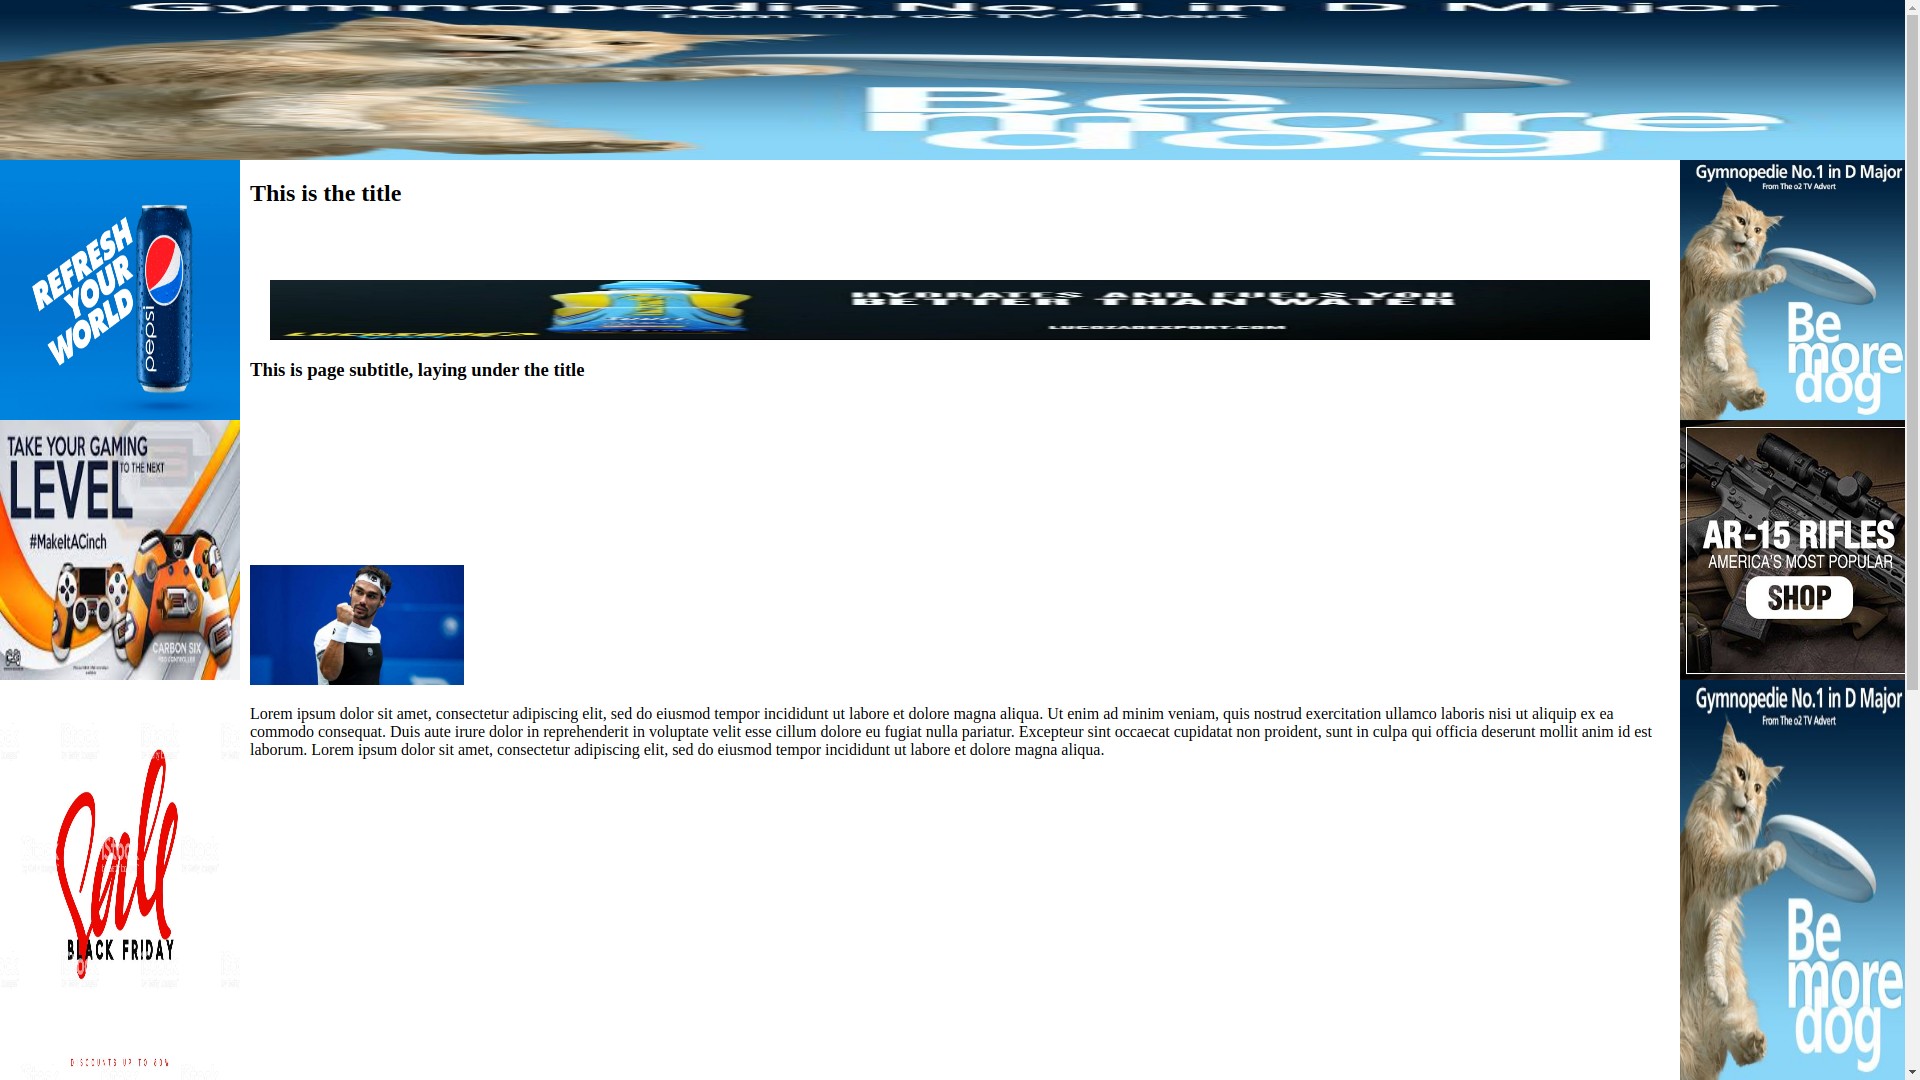 Gymnopedie No.1 in D Major
From The o2 TV Advert
Be
more
dog
REFRESH
YOUR
WORLD
pepsi
This is the title
LUCOZADE
HYDRATES AND FUELS YOU
BETTER THAN WATER
LUCOZADESPORT.COM
This is page subtitle, laying under the title
Gymnopedie No.1 in D Major
From The o2 TV Advert
Be
more
dog
TAKE YOUR GAMING
LEVEL TO THE NEXT
#MakeItACinch
CARBON SIX
AR-15 RIFLES
AMERICA'S MOST POPULAR
SHOP
Lorem ipsum dolor sit amet, consectetur adipiscing elit, sed do eiusmod tempor incididunt ut labore et dolore magna aliqua. Ut enim ad minim veniam, quis nostrud exercitation ullamco laboris nisi ut aliquip ex ea
commodo consequat. Duis aute irure dolor in reprehenderit in voluptate velit esse cillum dolore eu fugiat nulla pariatur. Excepteur sint occaecat cupidatat non proident, sunt in culpa qui officia deserunt mollit anim id est
laborum. Lorem ipsum dolor sit amet, consectetur adipiscing elit, sed do eiusmod tempor incididunt ut labore et dolore magna aliqua.
Sale
BLACK FRIDAY
iStock
Gymnopedie No.1 in D Major
From The o2 TV Advert
Be
more
dog